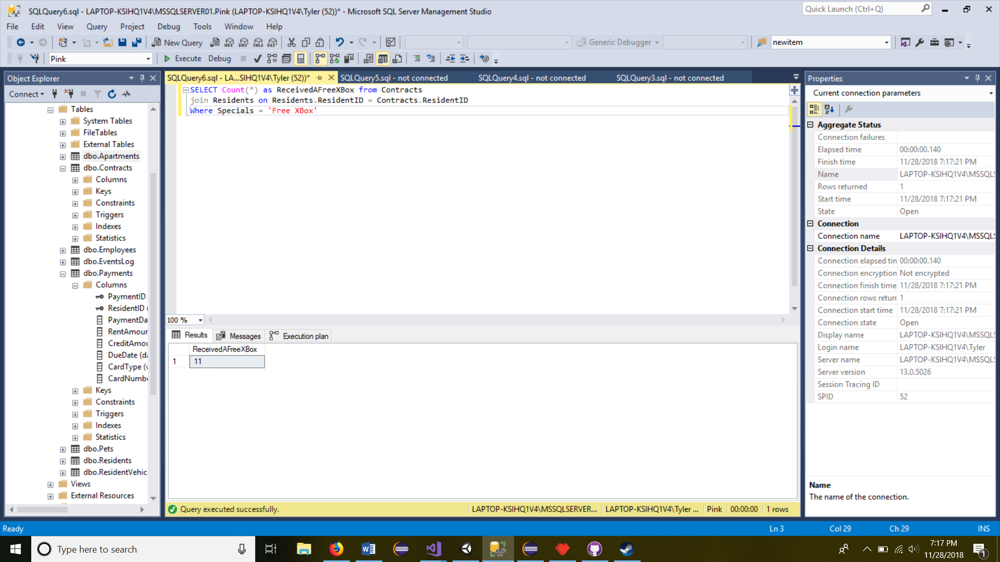 SQLQuery6.sql - LAPTOP-KSIHQ1V4\MSSQLSERVER01.Pink (LAPTOP-KSIHQ1V4\Tyler (52))* - Microsoft SQL Server Management Studio
Quick Launch (Ctrl+Q)
File Edit View Query Project Debug Tools Window Help
New Query MDX DMX XMLA DAX Generic Debugger newitem
Pink Execute Debug
Object Explorer
Connect
Tables
System Tables
FileTables
External Tables
dbo.Apartments
dbo.Contracts
Columns
Keys
Constraints
Triggers
Indexes
Statistics
dbo.Employees
dbo.EventsLog
dbo.Payments
Columns
PaymentID
ResidentID (
PaymentDa
RentAmour
CreditAmou
DueDate (da
CardType (v
CardNumbe
Keys
Constraints
Triggers
Indexes
Statistics
dbo.Pets
dbo.Residents
dbo.ResidentVehic
Views
External Resources
SQLQuery6.sql - LA...SIHQ1V4\Tyler (52))* SQLQuery5.sql - not connected SQLQuery4.sql - not connected SQLQuery3.sql - not connected
SELECT Count(*) as ReceivedAFreeXBox from Contracts
join Residents on Residents.ResidentID = Contracts.ResidentID
Where Specials = 'Free XBox'
100 %
Results Messages Execution plan
ReceivedAFreeXBox
1 11
Query executed successfully. LAPTOP-KSIHQ1V4\MSSQLSERVER... LAPTOP-KSIHQ1V4\Tyler ... Pink 00:00:00 1 rows
Properties
Current connection parameters
Aggregate Status
Connection failures
Elapsed time 00:00:00.140
Finish time 11/28/2018 7:17:21 PM
Name LAPTOP-KSIHQ1V4\MSSQL
Rows returned 1
Start time 11/28/2018 7:17:21 PM
State Open
Connection
Connection name LAPTOP-KSIHQ1V4\MSSQL
Connection Details
Connection elapsed tin 00:00:00.140
Connection encryption Not encrypted
Connection finish time 11/28/2018 7:17:21 PM
Connection rows returr 1
Connection start time 11/28/2018 7:17:21 PM
Connection state Open
Display name LAPTOP-KSIHQ1V4\MSSQL
Login name LAPTOP-KSIHQ1V4\Tyler
Server name LAPTOP-KSIHQ1V4\MSSQL
Server version 13.0.5026
Session Tracing ID
SPID 52
Name
The name of the connection.
Ready Ln 3 Col 29 Ch 29 INS
Type here to search
7:17 PM
11/28/2018
1